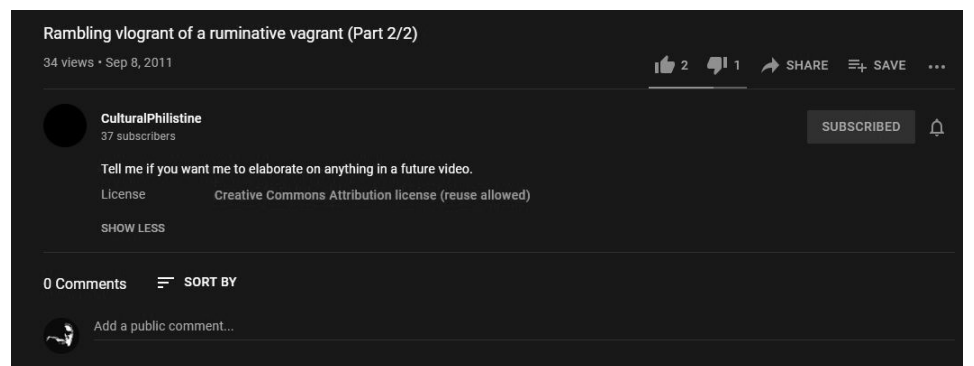 Rambling vlogrant of a ruminative vagrant (Part 2/2)
34 views • Sep 8, 2011
2 1 SHARE SAVE
CulturalPhilistine
37 subscribers
SUBSCRIBED
Tell me if you want me to elaborate on anything in a future video.
License Creative Commons Attribution license (reuse allowed)
SHOW LESS
0 Comments SORT BY
Add a public comment...